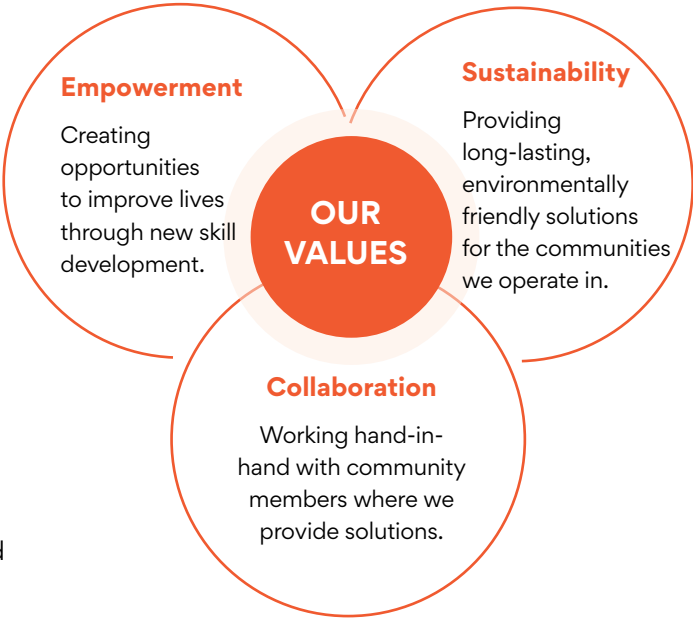 Empowerment
Creating
opportunities
to improve lives
through new skill
development.
Sustainability
Providing
long-lasting,
environmentally
friendly solutions
for the communities
we operate in.
OUR
VALUES
Collaboration
Working hand-in-
hand with community
members where we
provide solutions.